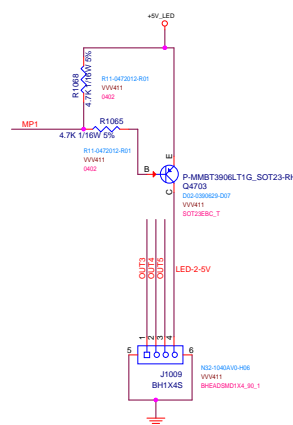 +5V_LED
R11-0472012-R01
VVV411
0402
R1068
4.7K 1/16W 5%
MP1
R1065
4.7K 1/16W 5%
R11-0472012-R01
VVV411
0402
B
E
C
P-MMBT3906LT1G_SOT23-RH
Q4703
D02-0390629-D07
VVV411
SOT23EBC_T
OUT3
OUT4
OUT5
LED-2-5V
1
2
3
4
5
6
J1009
BH1X4S
N32-1040AV0-H06
VVV411
BHEADSMD1X4_90_1